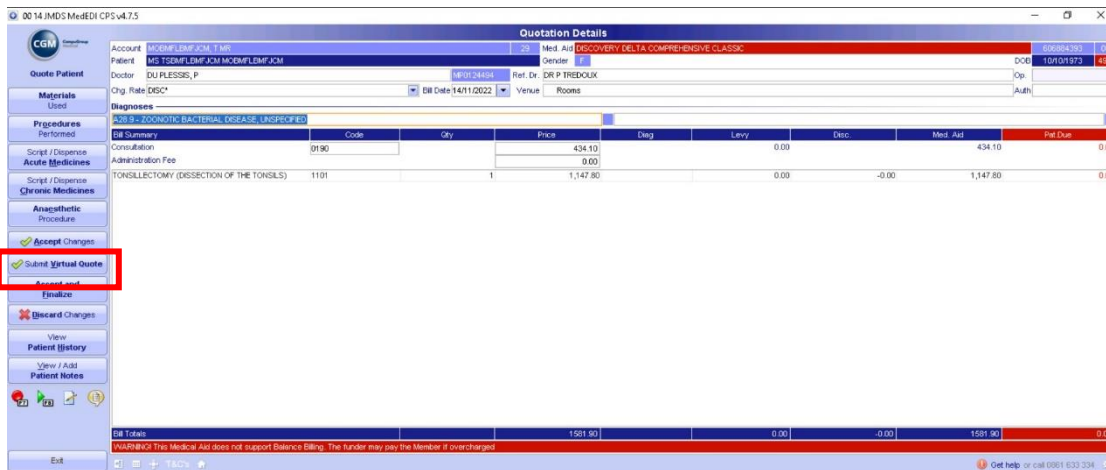 00 14 JMDS MedEDI CPS v4.7.5
CGM CompuGroup Medical
Quotation Details
Account MOBMFLBMFJCM, T MR 29 Med. Aid DISCOVERY DELTA COMPREHENSIVE CLASSIC 606884393
Patient MS TSBMFLBMFJCM MOBMFLBMFJCM Gender F DOB 10/10/1973 49
Doctor DU PLESSIS, P MP0124494 Ref. Dr. DR P TREDOUX Op.
Chg. Rate DISC* Bill Date 14/11/2022 Venue Rooms Auth
Diagnoses
A28.9 - ZOONOTIC BACTERIAL DISEASE, UNSPECIFIED
Bill Summary Code Qty Price Diag Levy Disc. Med. Aid Pat.Due
Consultation 0190 434.10 0.00 434.10
Administration Fee 0.00
TONSILLECTOMY (DISSECTION OF THE TONSILS) 1101 1 1,147.80 0.00 -0.00 1,147.80
Quote Patient
Materials
Used
Procedures
Performed
Script / Dispense
Acute Medicines
Script / Dispense
Chronic Medicines
Anaesthetic
Procedure
Accept Changes
Submit Virtual Quote
Accept and
Finalize
Discard Changes
View
Patient History
View / Add
Patient Notes
F7 F8
Exit
Bill Totals 1581.90 0.00 -0.00 1581.90
WARNING! This Medical Aid does not support Balance Billing. The funder may pay the Member if overcharged
T&C's
Get help or call 0861 633 334